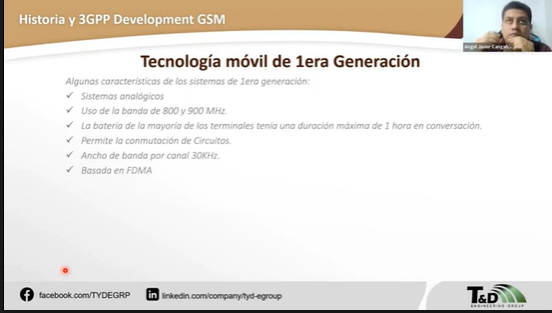 Historia y 3GPP Development GSM
Tecnología móvil de 1era Generación
Algunas características de los sistemas de 1era generación:
✓ Sistemas analógicos
✓ Uso de la banda de 800 y 900 MHz.
✓ La batería de la mayoría de los terminales tenía una duración máxima de 1 hora en conversación.
✓ Permite la conmutación de Circuitos.
✓ Ancho de banda por canal 30KHz.
✓ Basada en FDMA
facebook.com/TYDEGRP
linkedin.com/company/tyd-egroup
T&D
ENGINEERING GROUP